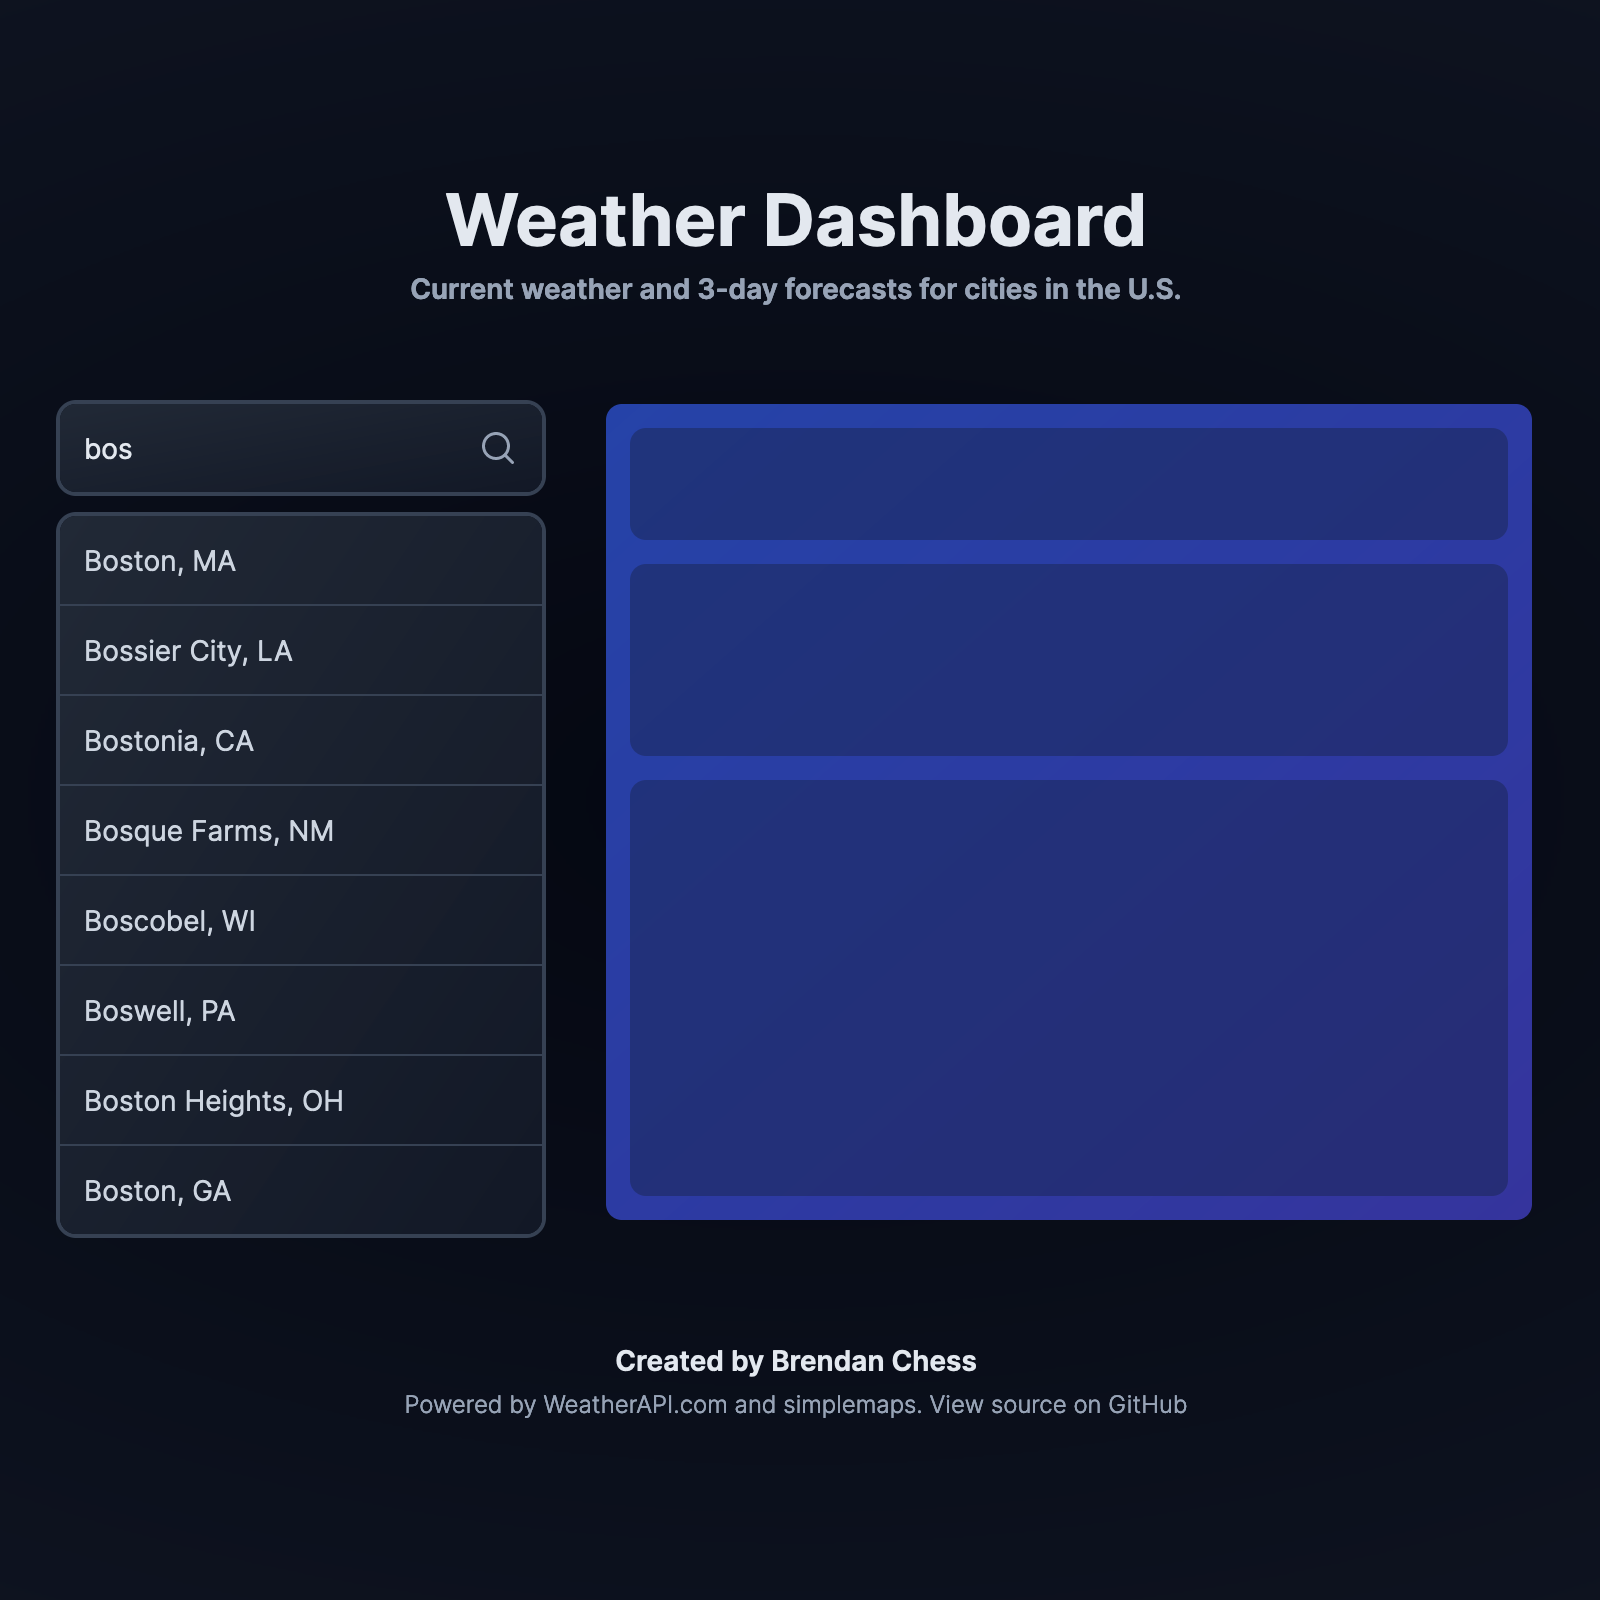 Weather Dashboard
Current weather and 3-day forecasts for cities in the U.S.
bos
Boston, MA
Bossier City, LA
Bostonia, CA
Bosque Farms, NM
Boscobel, WI
Boswell, PA
Boston Heights, OH
Boston, GA
Created by Brendan Chess
Powered by WeatherAPI.com and simplemaps. View source on GitHub